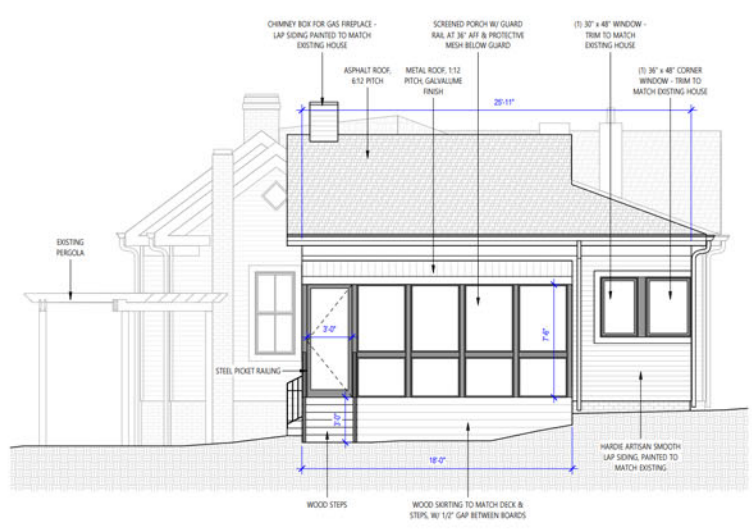 CHIMNEY BOX FOR GAS FIREPLACE -
LAP SIDING PAINTED TO MATCH
EXISTING HOUSE
SCREENED PORCH W/ GUARD
RAIL AT 36" AFF & PROTECTIVE
MESH BELOW GUARD
(1) 30" x 48" WINDOW -
TRIM TO MATCH
EXISTING HOUSE
ASPHALT ROOF,
6:12 PITCH
METAL ROOF, 1:12
PITCH, GALVALUME
FINISH
(1) 36" x 48" CORNER
WINDOW - TRIM TO
MATCH EXISTING HOUSE
25'-11"
EXISTING
PERGOLA
3'-0"
7'-6"
STEEL PICKET RAILING
3'-0"
18'-0"
HARDIE ARTISAN SMOOTH
LAP SIDING, PAINTED TO
MATCH EXISTING
WOOD STEPS
WOOD SKIRTING TO MATCH DECK &
STEPS, W/ 1/2" GAP BETWEEN BOARDS